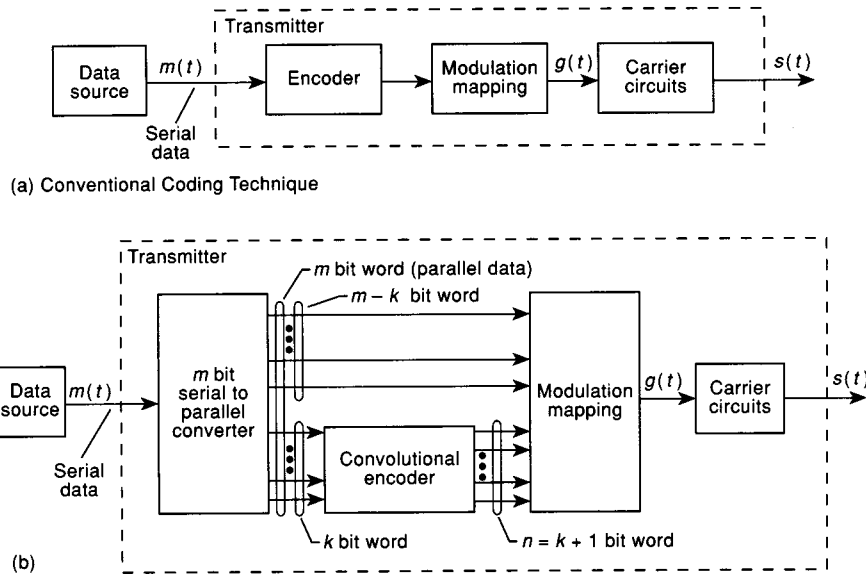 Transmitter
Data
source
m(t)
Serial
data
Encoder
Modulation
mapping
g(t)
Carrier
circuits
s(t)
(a) Conventional Coding Technique
Transmitter
m bit word (parallel data)
m – k bit word
Data
source
m(t)
Serial
data
m bit
serial to
parallel
converter
Convolutional
encoder
k bit word
n = k + 1 bit word
Modulation
mapping
g(t)
Carrier
circuits
s(t)
(b)